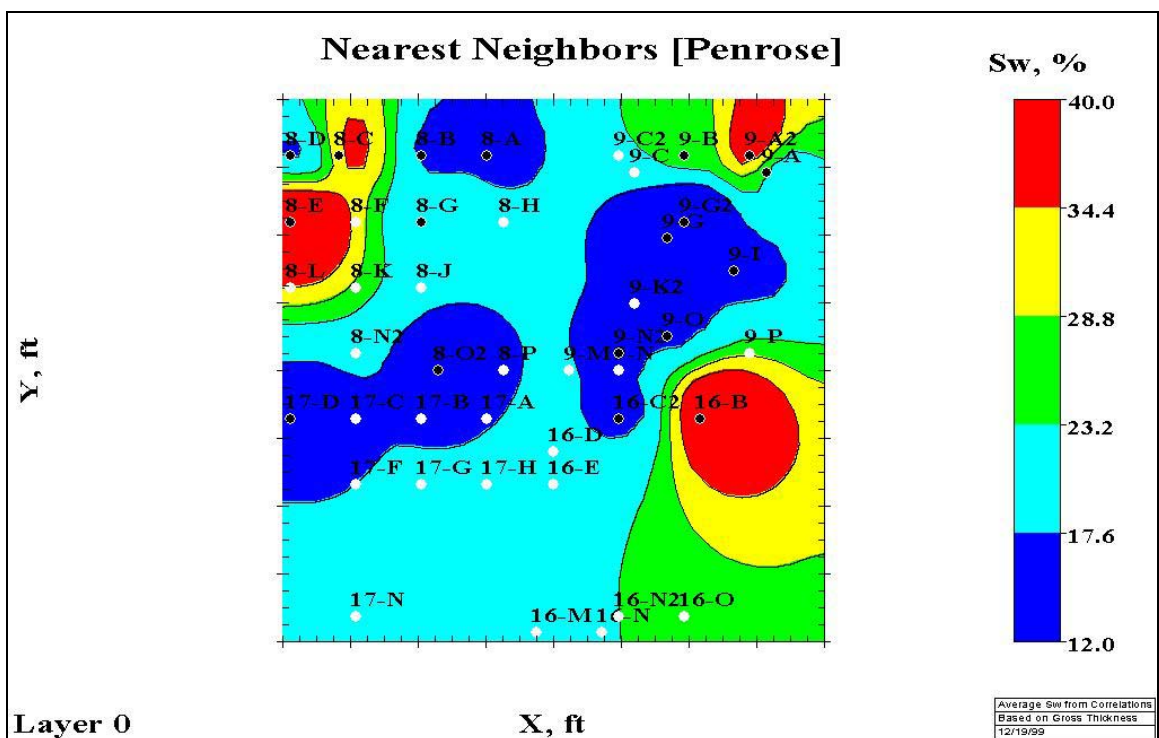 Nearest Neighbors [Penrose]
Sw, %
40.0
34.4
28.8
23.2
17.6
12.0
8-D 8-C 8-B 8-A 9-C2 9-B 9-A2
9-C 9-A
8-E 8-F 8-G 8-H 9-G2
9-G
9-I
8-L 8-K 8-J
9-K2
9-O
8-N2 9-N2 9-P
8-O2 8-P 9-M
17-D 17-C 17-B 17-A 16-C2 16-B
16-D
17-F 17-G 17-H 16-E
17-N 16-N2 16-O
16-M 16-N
Y, ft
X, ft
Layer 0
Average Sw from Correlations
Based on Gross Thickness
12/19/99